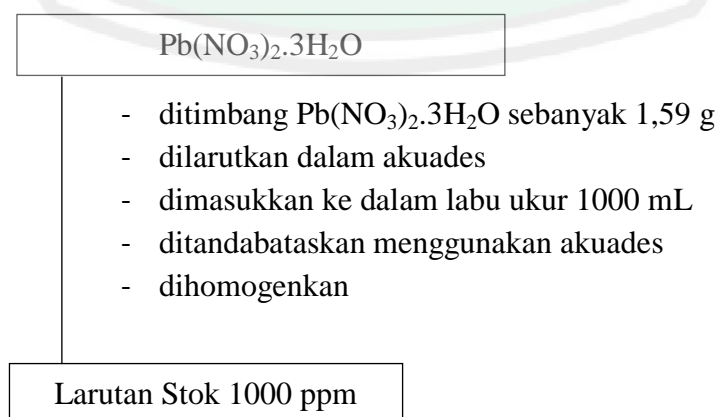 Pb(NO₃)₂.3H₂O
- ditimbang Pb(NO₃)₂.3H₂O sebanyak 1,59 g
- dilarutkan dalam akuades
- dimasukkan ke dalam labu ukur 1000 mL
- ditandabataskan menggunakan akuades
- dihomogenkan
Larutan Stok 1000 ppm